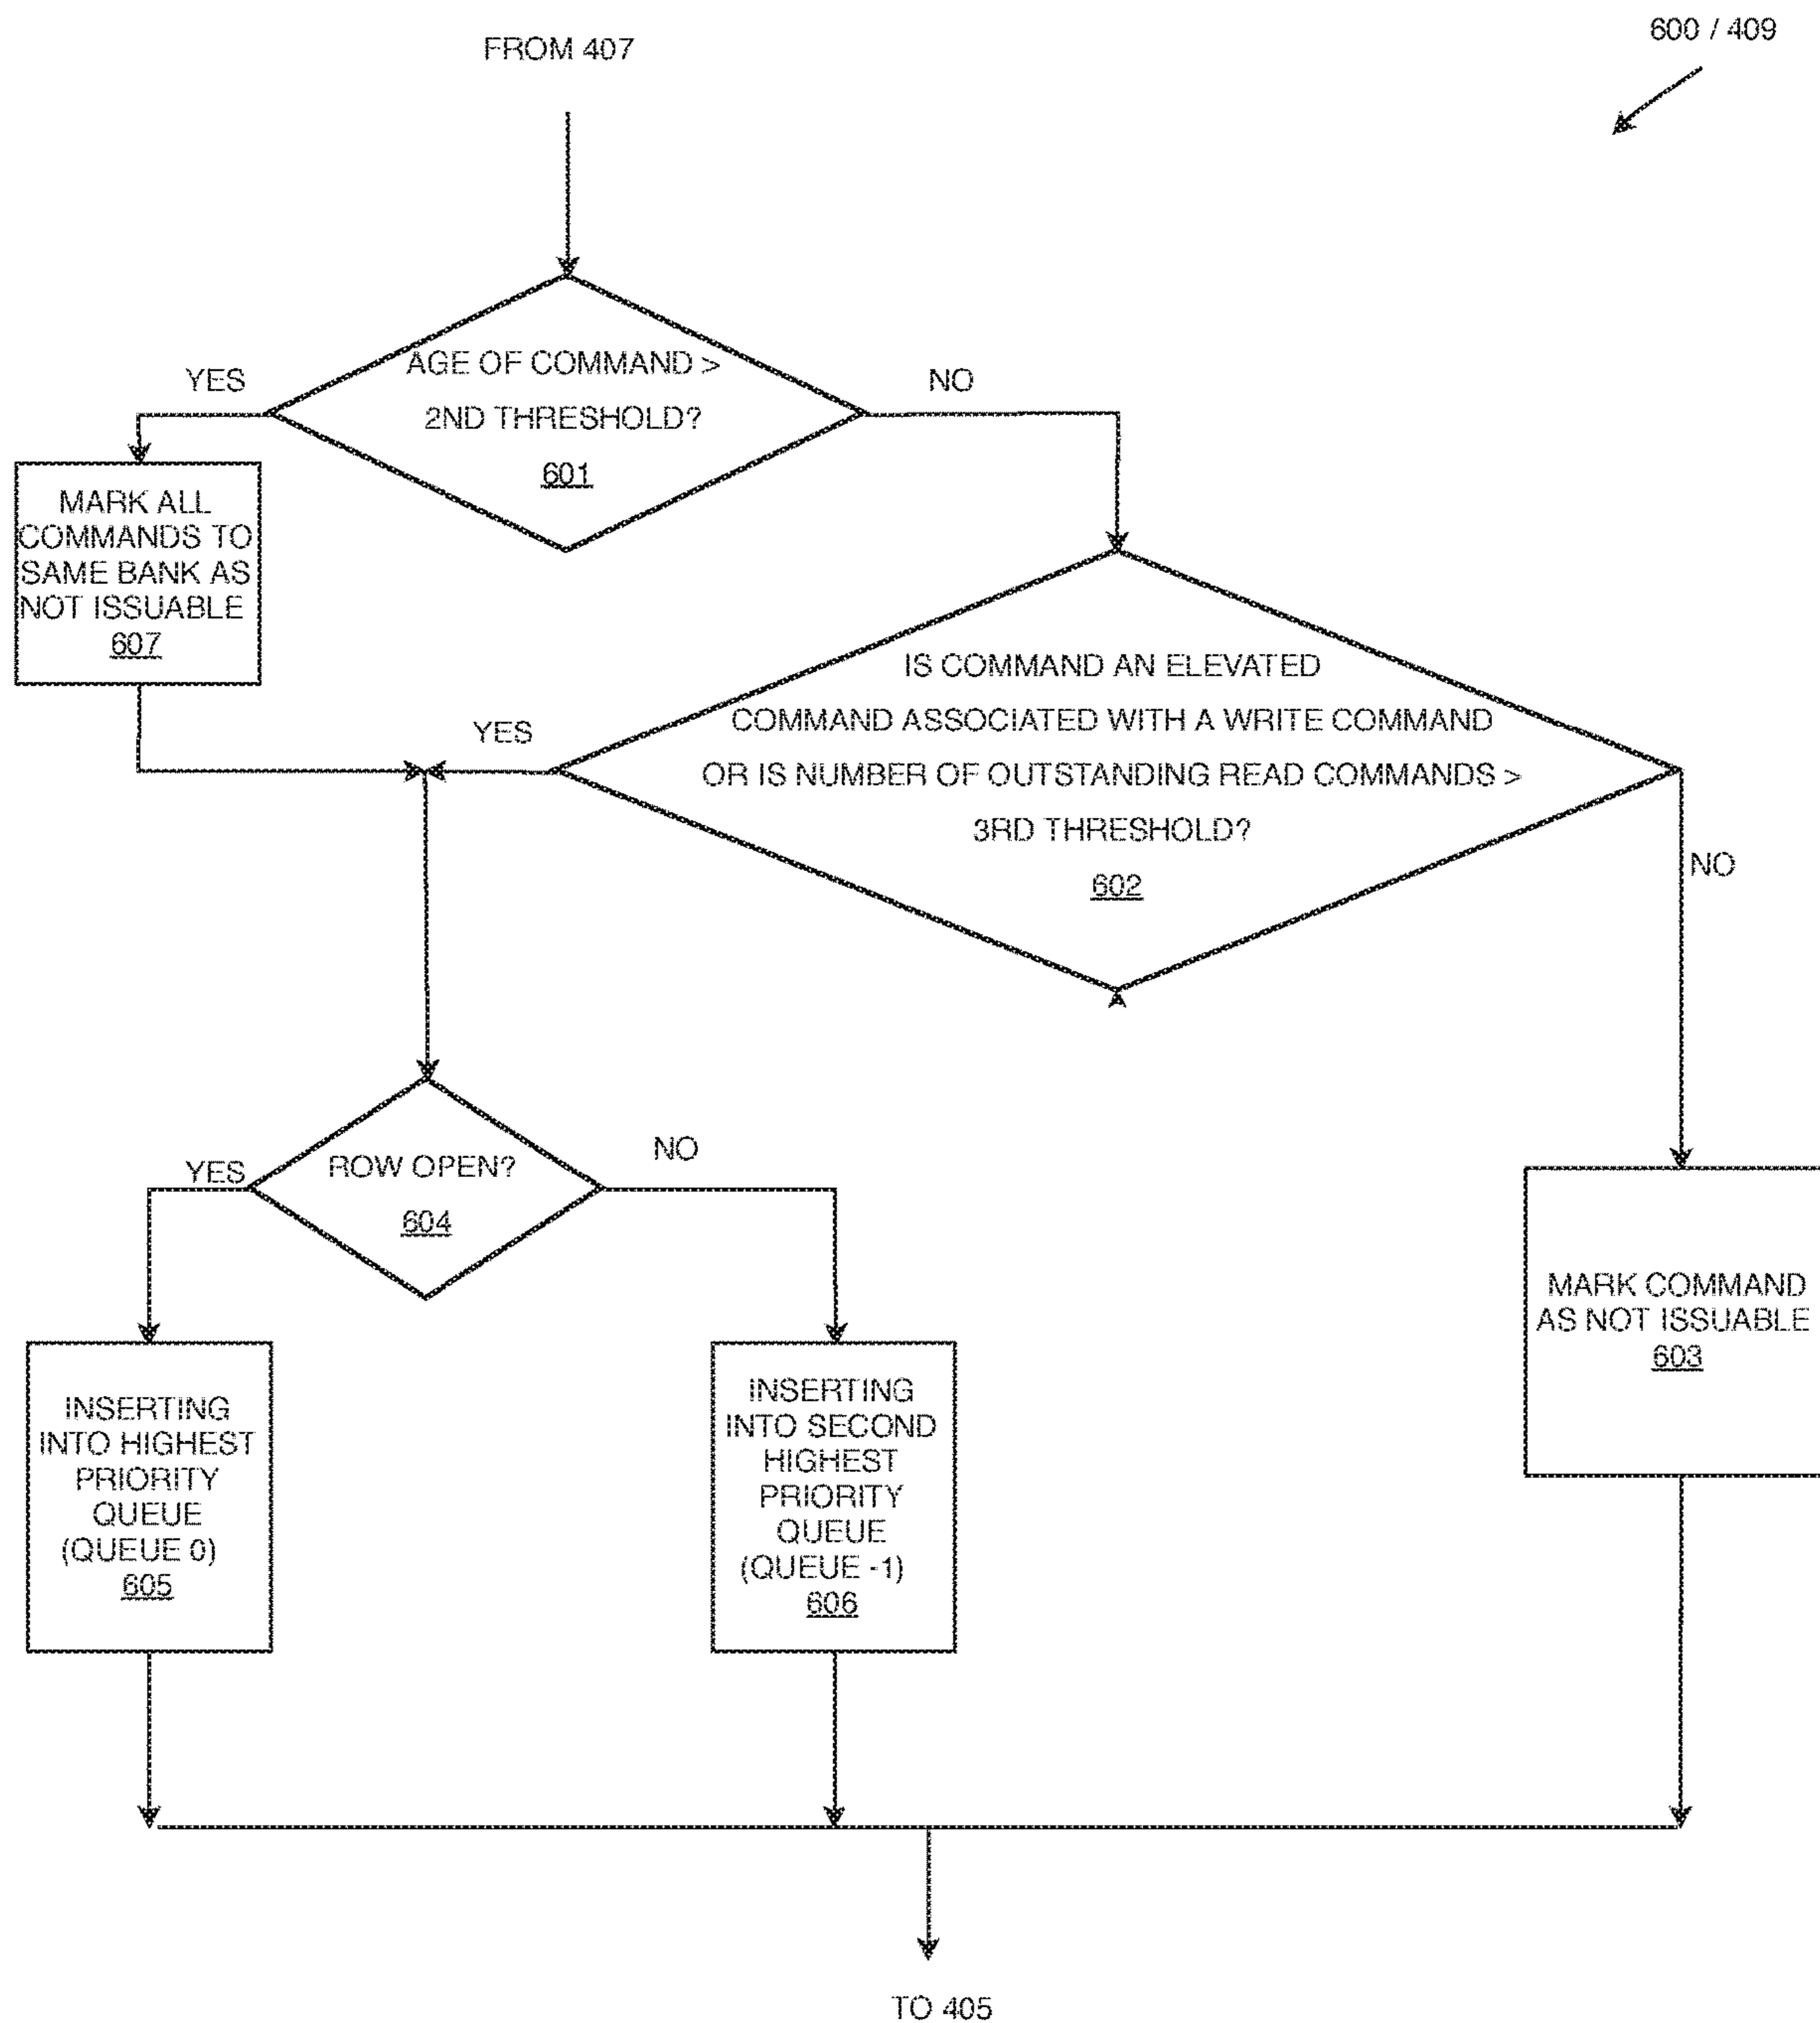 FROM 407
600 / 409
AGE OF COMMAND >
2ND THRESHOLD?
601
YES
NO
MARK ALL
COMMANDS TO
SAME BANK AS
NOT ISSUABLE
607
IS COMMAND AN ELEVATED
COMMAND ASSOCIATED WITH A WRITE COMMAND
OR IS NUMBER OF OUTSTANDING READ COMMANDS >
3RD THRESHOLD?
602
YES
NO
ROW OPEN?
604
YES
NO
MARK COMMAND
AS NOT ISSUABLE
603
INSERTING
INTO HIGHEST
PRIORITY
QUEUE
(QUEUE 0)
605
INSERTING
INTO SECOND
HIGHEST
PRIORITY
QUEUE
(QUEUE -1)
606
TO 405